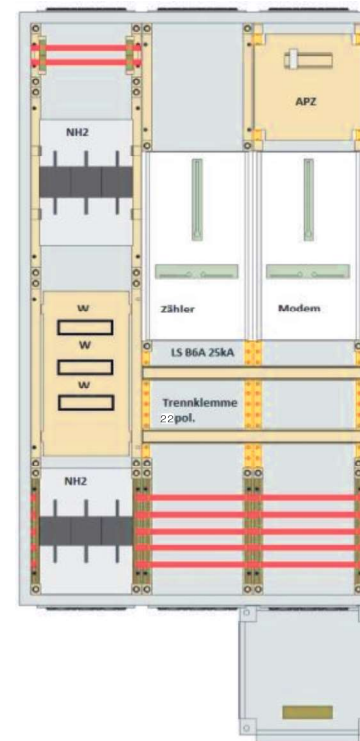 APZ
NH2
Zähler
Modem
W
W
W
LS B6A 25kA
Trennklemme
22pol.
NH2